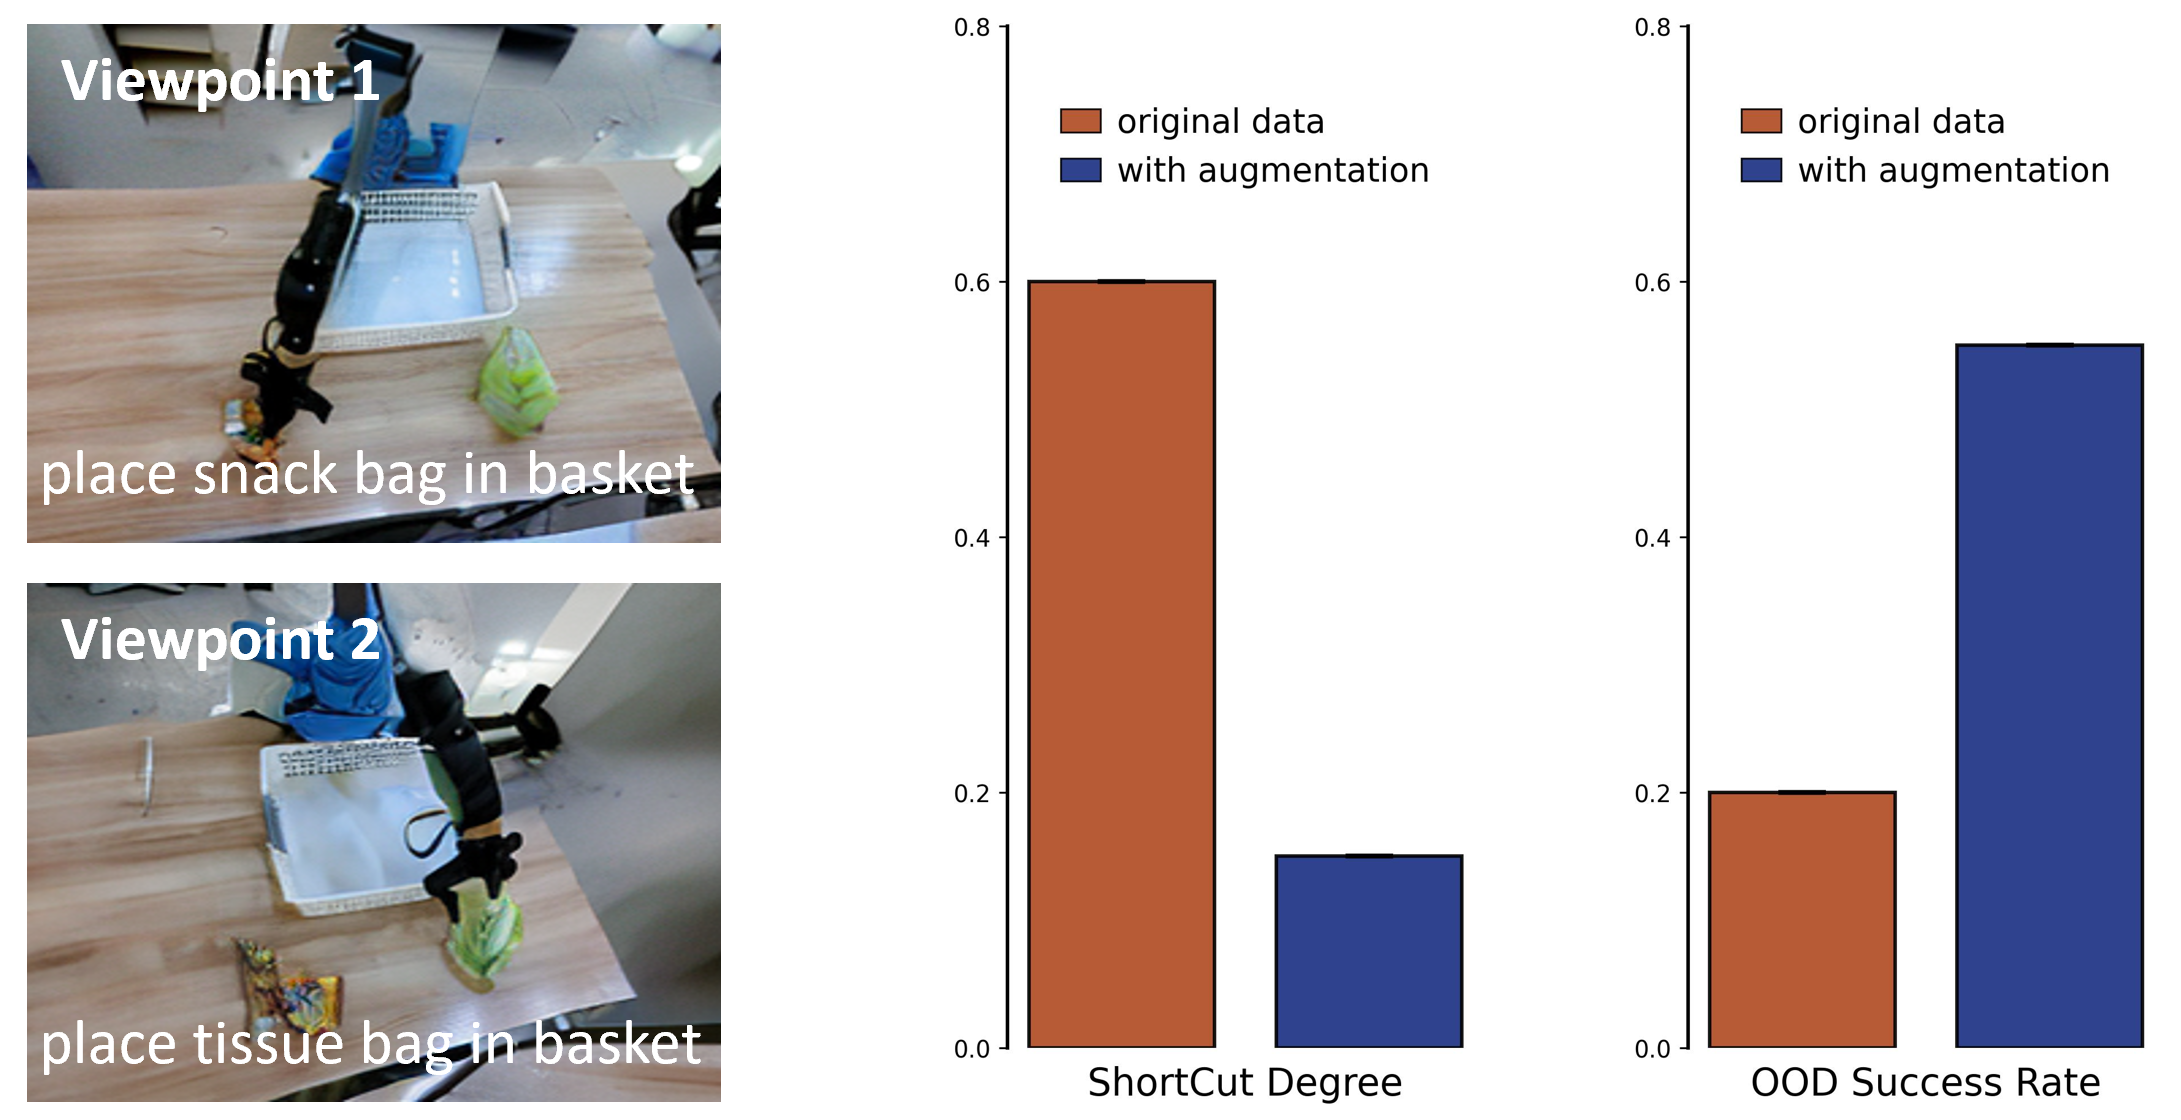 Viewpoint 1
place snack bag in basket
Viewpoint 2
place tissue bag in basket
0.8
0.6
0.4
0.2
0.0
original data
with augmentation
ShortCut Degree
0.8
0.6
0.4
0.2
0.0
original data
with augmentation
OOD Success Rate